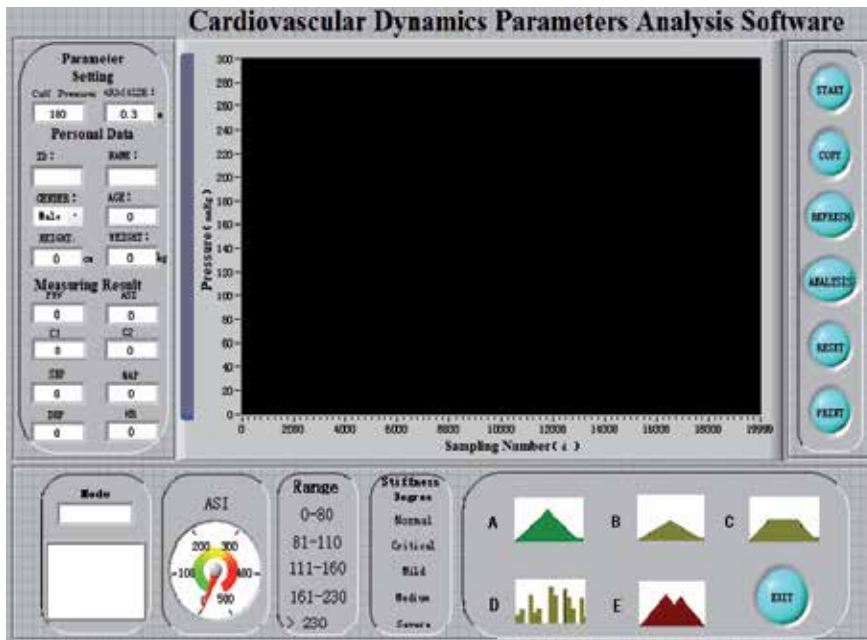 Cardiovascular Dynamics Parameters Analysis Software
Parameter
Setting
Cuff Pressure
180 0.3
Personal Data
ID: NAME:
GENDER: AGE:
Male 0
HEIGHT: WEIGHT:
0 cm 0 kg
Measuring Result
ASI
0 0
C1 C2
0 0
SBP MAP
0 0
DBP HR
0 0
Pressure( mmHg)
300
280
260
240
220
200
180
160
140
120
100
80
60
40
20
0
0 2000 4000 6000 8000 10000 12000 14000 16000 18000 19999
Sampling Number(
START
COPY
REFRESH
ANALYSIS
RESET
PRINT
Mode
ASI
0 100 200 300 400 500
Range
0-80
81-110
111-160
161-230
> 230
Stiffness
Degree
Normal
Critical
Mild
Medium
Severe
A B C
D E
EXIT